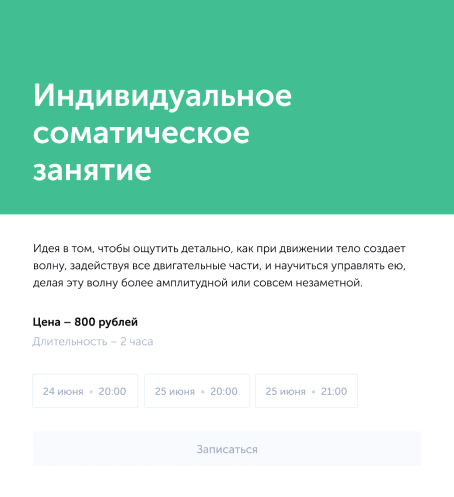 Индивидуальное
соматическое
занятие
Идея в том, чтобы ощутить детально, как при движении тело создает
волну, задействуя все двигательные части, и научиться управлять ею,
делая эту волну более амплитудной или совсем незаметной.
Цена – 800 рублей
Длительность – 2 часа
24 июня • 20:00 25 июня • 20:00 25 июня • 21:00
Записаться